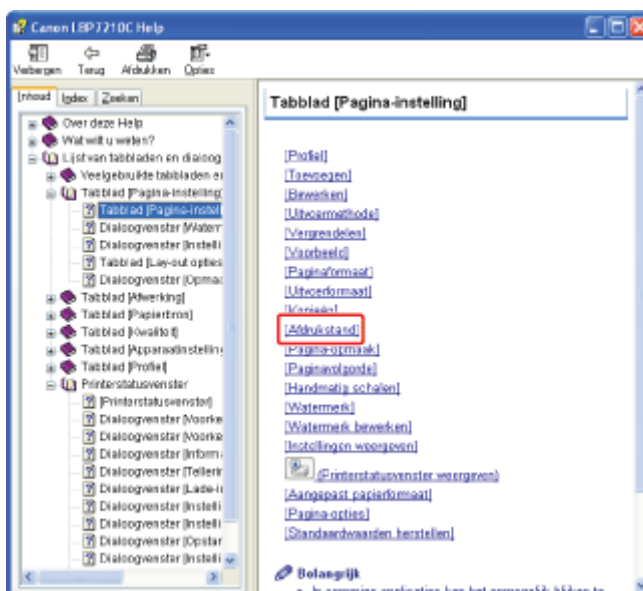 Canon LBP7210C Help
Verbergen Terug Afdrukken Opties
Inhoud Index Zoeken
Over deze Help
Wat wilt u weten?
Lijst van tabbladen en dialoog
Veelgebruikte tabbladen en
Tabblad [Pagina-instelling]
Tabblad [Pagina-instel
Dialoogvenster [Waterm
Dialoogvenster [Instelli
Tabblad [Lay-out opties
Dialoogvenster [Opmaa
Tabblad [Afwerking]
Tabblad [Papierbron]
Tabblad [Kwaliteit]
Tabblad [Apparaatinstelling
Tabblad [Profiel]
Printerstatusvenster
[Printerstatusvenster]
Dialoogvenster [Voorke
Dialoogvenster [Voorke
Dialoogvenster [Inform
Dialoogvenster [Tellerin
Dialoogvenster [Lade-in
Dialoogvenster [Instelli
Dialoogvenster [Instelli
Dialoogvenster [Opstar
Dialoogvenster [Instelli
Tabblad [Pagina-instelling]
[Profiel]
[Toevoegen]
[Bewerken]
[Uitvoermethode]
[Vergrendelen]
[Voorbeeld]
[Paginaformaat]
[Uitvoerformaat]
[Kopieën]
[Afdrukstand]
[Pagina-opmaak]
[Paginavolgorde]
[Handmatig schalen]
[Watermerk]
[Watermerk bewerken]
[Instellingen weergeven]
(Printerstatusvenster weergeven)
[Aangepast papierformaat]
[Pagina-opties]
[Standaardwaarden herstellen]
Belangrijk